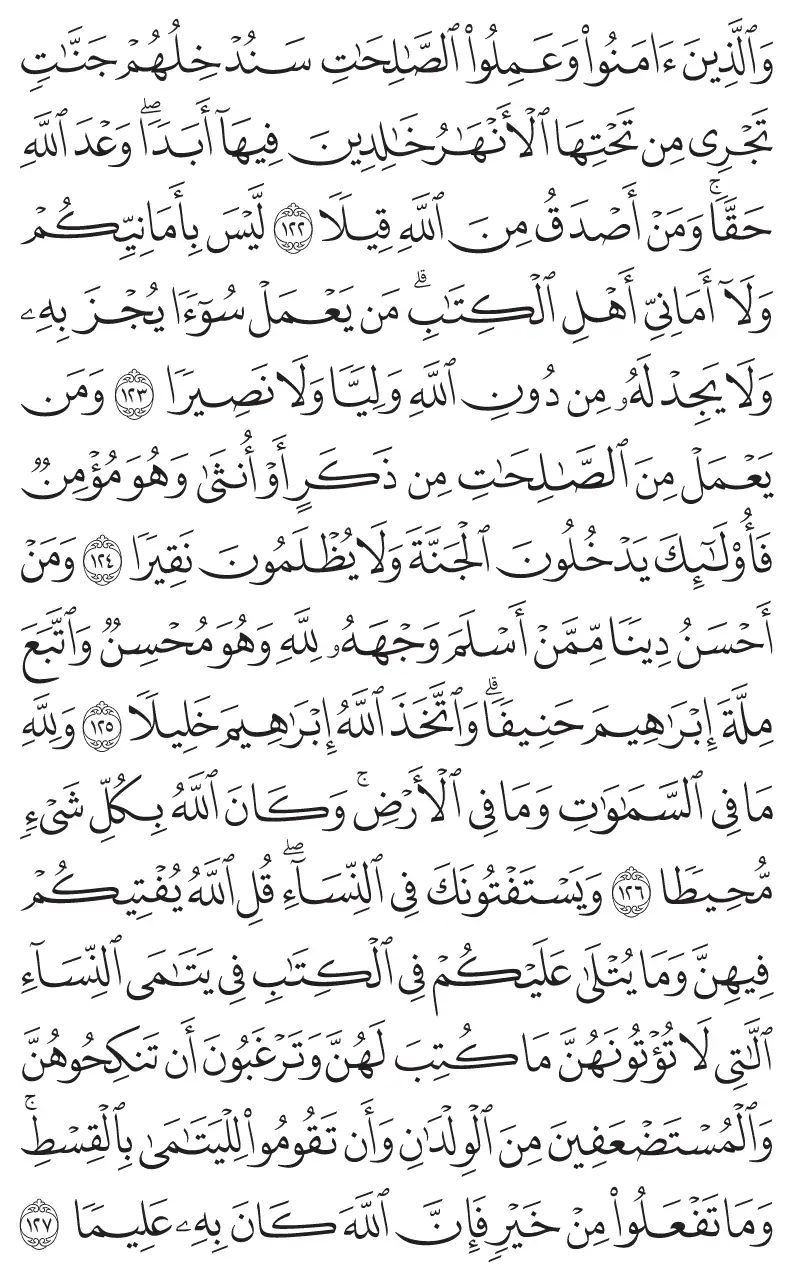 وَٱلَّذِينَ ءَامَنُوا۟ وَعَمِلُوا۟ ٱلصَّـٰلِحَـٰتِ سَنُدْخِلُهُمْ جَنَّـٰتٍ
تَجْرِى مِن تَحْتِهَا ٱلْأَنْهَـٰرُ خَـٰلِدِينَ فِيهَآ أَبَدًا ۖ وَعْدَ ٱللَّهِ
حَقًّا ۚ وَمَنْ أَصْدَقُ مِنَ ٱللَّهِ قِيلًا ١٢٢ لَّيْسَ بِأَمَانِيِّكُمْ
وَلَآ أَمَانِىِّ أَهْلِ ٱلْكِتَـٰبِ ۗ مَن يَعْمَلْ سُوٓءًا يُجْزَ بِهِۦ
وَلَا يَجِدْ لَهُۥ مِن دُونِ ٱللَّهِ وَلِيًّا وَلَا نَصِيرًا ١٢٣ وَمَن
يَعْمَلْ مِنَ ٱلصَّـٰلِحَـٰتِ مِن ذَكَرٍ أَوْ أُنثَىٰ وَهُوَ مُؤْمِنٌ
فَأُو۟لَـٰٓئِكَ يَدْخُلُونَ ٱلْجَنَّةَ وَلَا يُظْلَمُونَ نَقِيرًا ١٢٤ وَمَنْ
أَحْسَنُ دِينًا مِّمَّنْ أَسْلَمَ وَجْهَهُۥ لِلَّهِ وَهُوَ مُحْسِنٌ وَٱتَّبَعَ
مِلَّةَ إِبْرَٰهِيمَ حَنِيفًا ۗ وَٱتَّخَذَ ٱللَّهُ إِبْرَٰهِيمَ خَلِيلًا ١٢٥ وَلِلَّهِ
مَا فِى ٱلسَّمَـٰوَٰتِ وَمَا فِى ٱلْأَرْضِ ۚ وَكَانَ ٱللَّهُ بِكُلِّ شَىْءٍ
مُّحِيطًا ١٢٦ وَيَسْتَفْتُونَكَ فِى ٱلنِّسَآءِ ۖ قُلِ ٱللَّهُ يُفْتِيكُمْ
فِيهِنَّ وَمَا يُتْلَىٰ عَلَيْكُمْ فِى ٱلْكِتَـٰبِ فِى يَتَـٰمَى ٱلنِّسَآءِ
ٱلَّـٰتِى لَا تُؤْتُونَهُنَّ مَا كُتِبَ لَهُنَّ وَتَرْغَبُونَ أَن تَنكِحُوهُنَّ
وَٱلْمُسْتَضْعَفِينَ مِنَ ٱلْوِلْدَٰنِ وَأَن تَقُومُوا۟ لِلْيَتَـٰمَىٰ بِٱلْقِسْطِ ۚ
وَمَا تَفْعَلُوا۟ مِنْ خَيْرٍ فَإِنَّ ٱللَّهَ كَانَ بِهِۦ عَلِيمًا ١٢٧